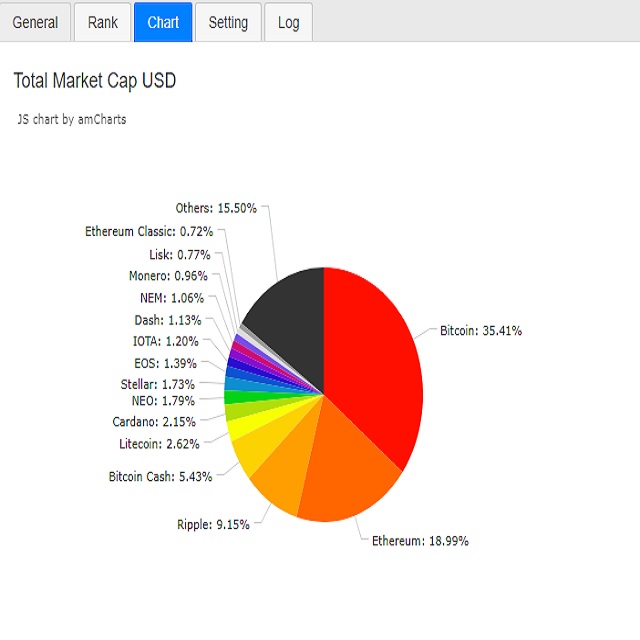 General Rank Chart Setting Log
Total Market Cap USD
JS chart by amCharts
Others: 15.50%
Ethereum Classic: 0.72%
Lisk: 0.77%
Monero: 0.96%
NEM: 1.06%
Dash: 1.13%
IOTA: 1.20%
EOS: 1.39%
Stellar: 1.73%
NEO: 1.79%
Cardano: 2.15%
Litecoin: 2.62%
Bitcoin Cash: 5.43%
Ripple: 9.15%
Bitcoin: 35.41%
Ethereum: 18.99%